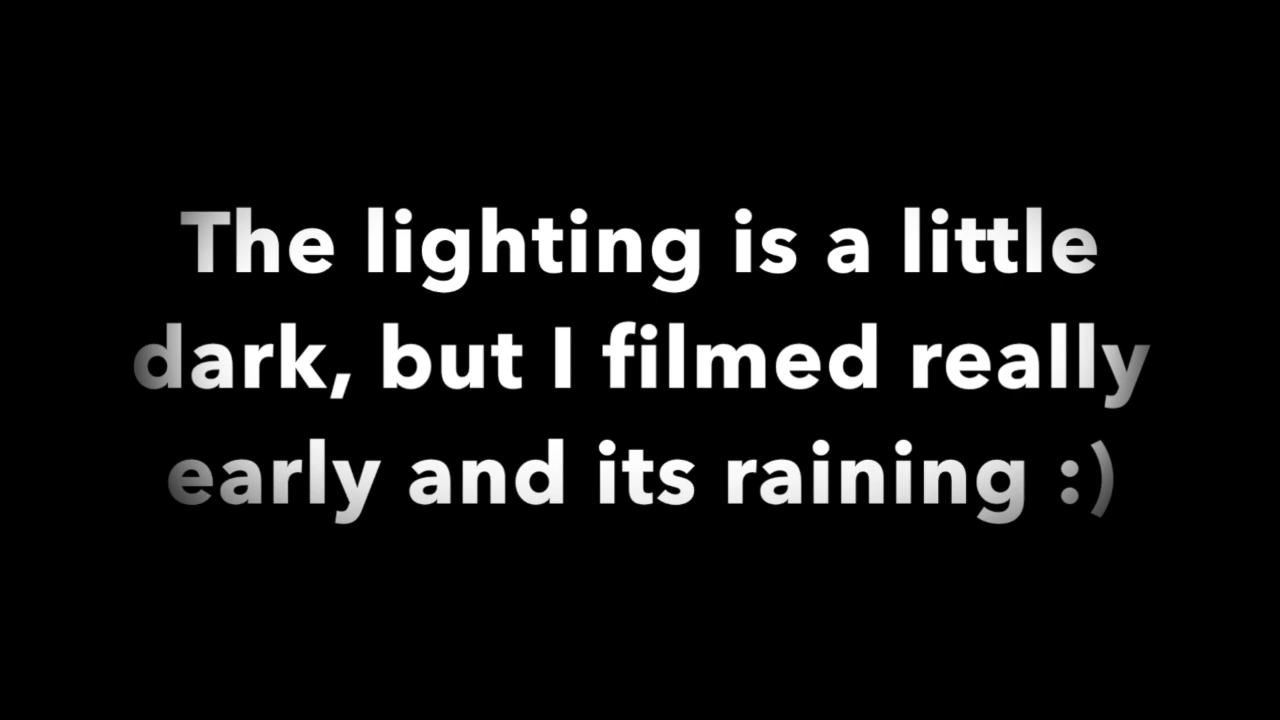 The lighting is a little
dark, but I filmed really
early and its raining :)